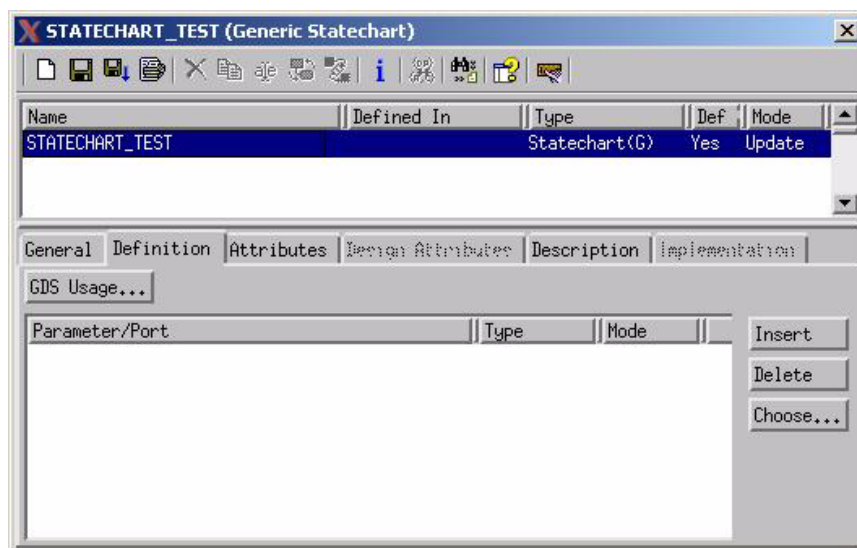 STATECHART_TEST (Generic Statechart)
Name Defined In Type Def Mode
STATECHART_TEST Statechart(G) Yes Update
General Definition Attributes Design Attributes Description Implementation
GDS Usage...
Parameter/Port Type Mode
Insert
Delete
Choose...